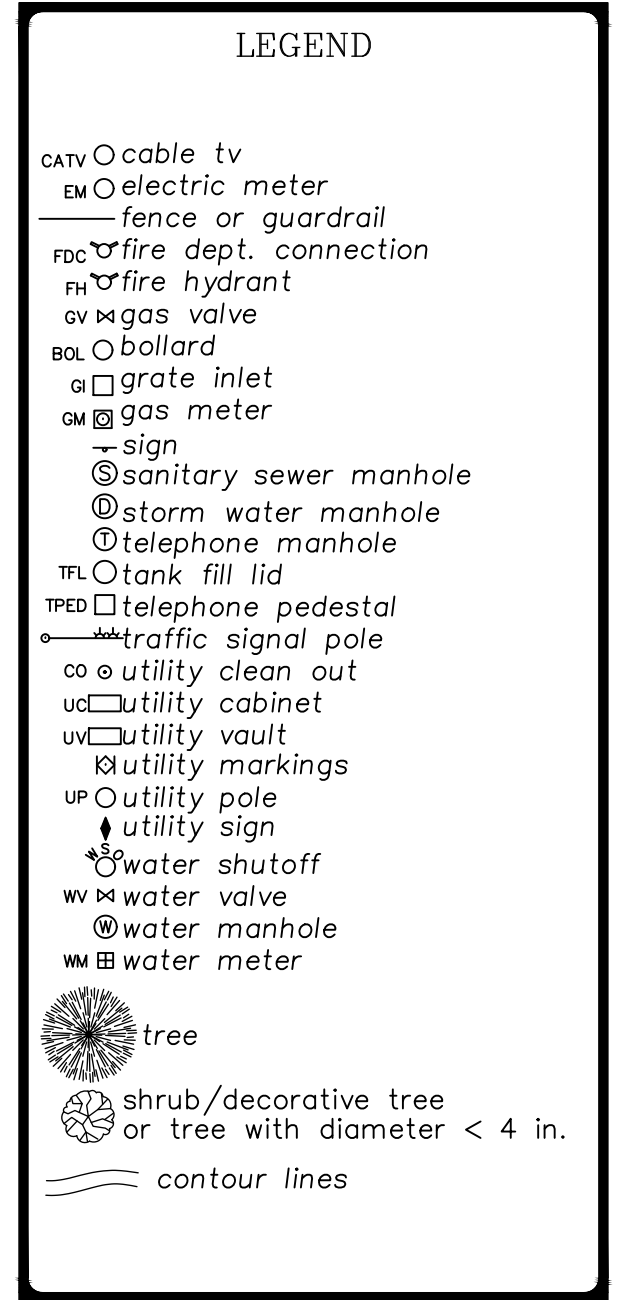 LEGEND
CATV cable tv
EM electric meter
fence or guardrail
FDC fire dept. connection
FH fire hydrant
GV gas valve
BOL bollard
GI grate inlet
GM gas meter
sign
S sanitary sewer manhole
D storm water manhole
T telephone manhole
TFL tank fill lid
TPED telephone pedestal
traffic signal pole
CO utility clean out
UC utility cabinet
UV utility vault
utility markings
UP utility pole
utility sign
WSO water shutoff
WV water valve
W water manhole
WM water meter
tree
shrub/decorative tree
or tree with diameter < 4 in.
contour lines